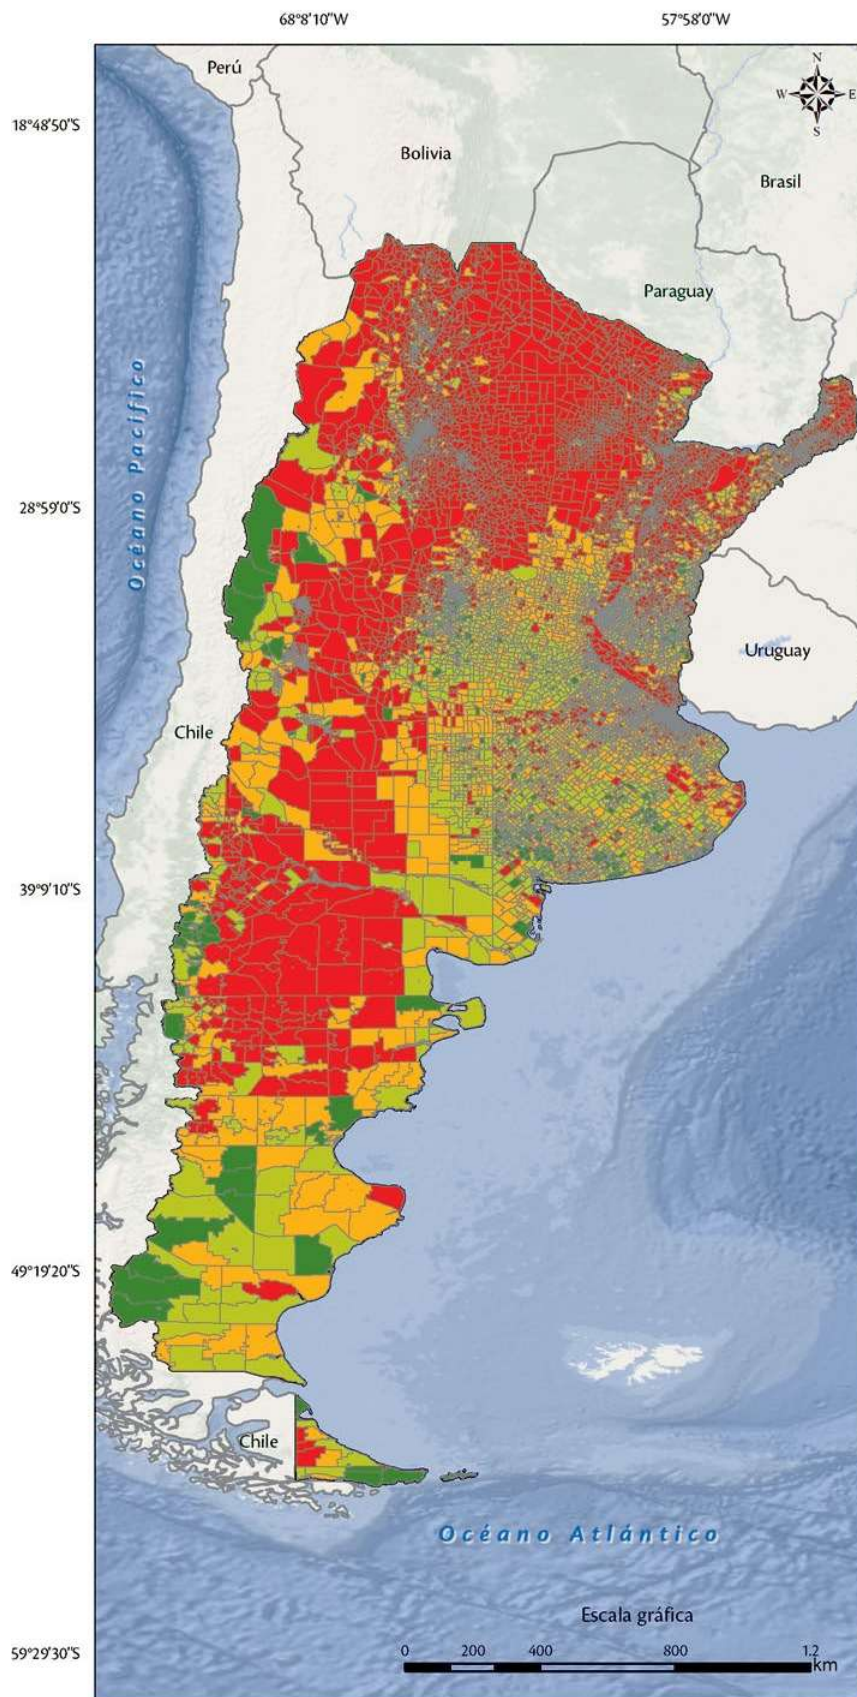 68°8'10"W
57°58'0"W
Perú
N
W
E
S
18°48'50"S
Bolivia
Brasil
Paraguay
Océano Pacífico
28°59'0"S
Uruguay
Chile
39°9'10"S
49°19'20"S
Chile
Océano Atlántico
Escala gráfica
59°29'30"S
0
200
400
800
1.2
km